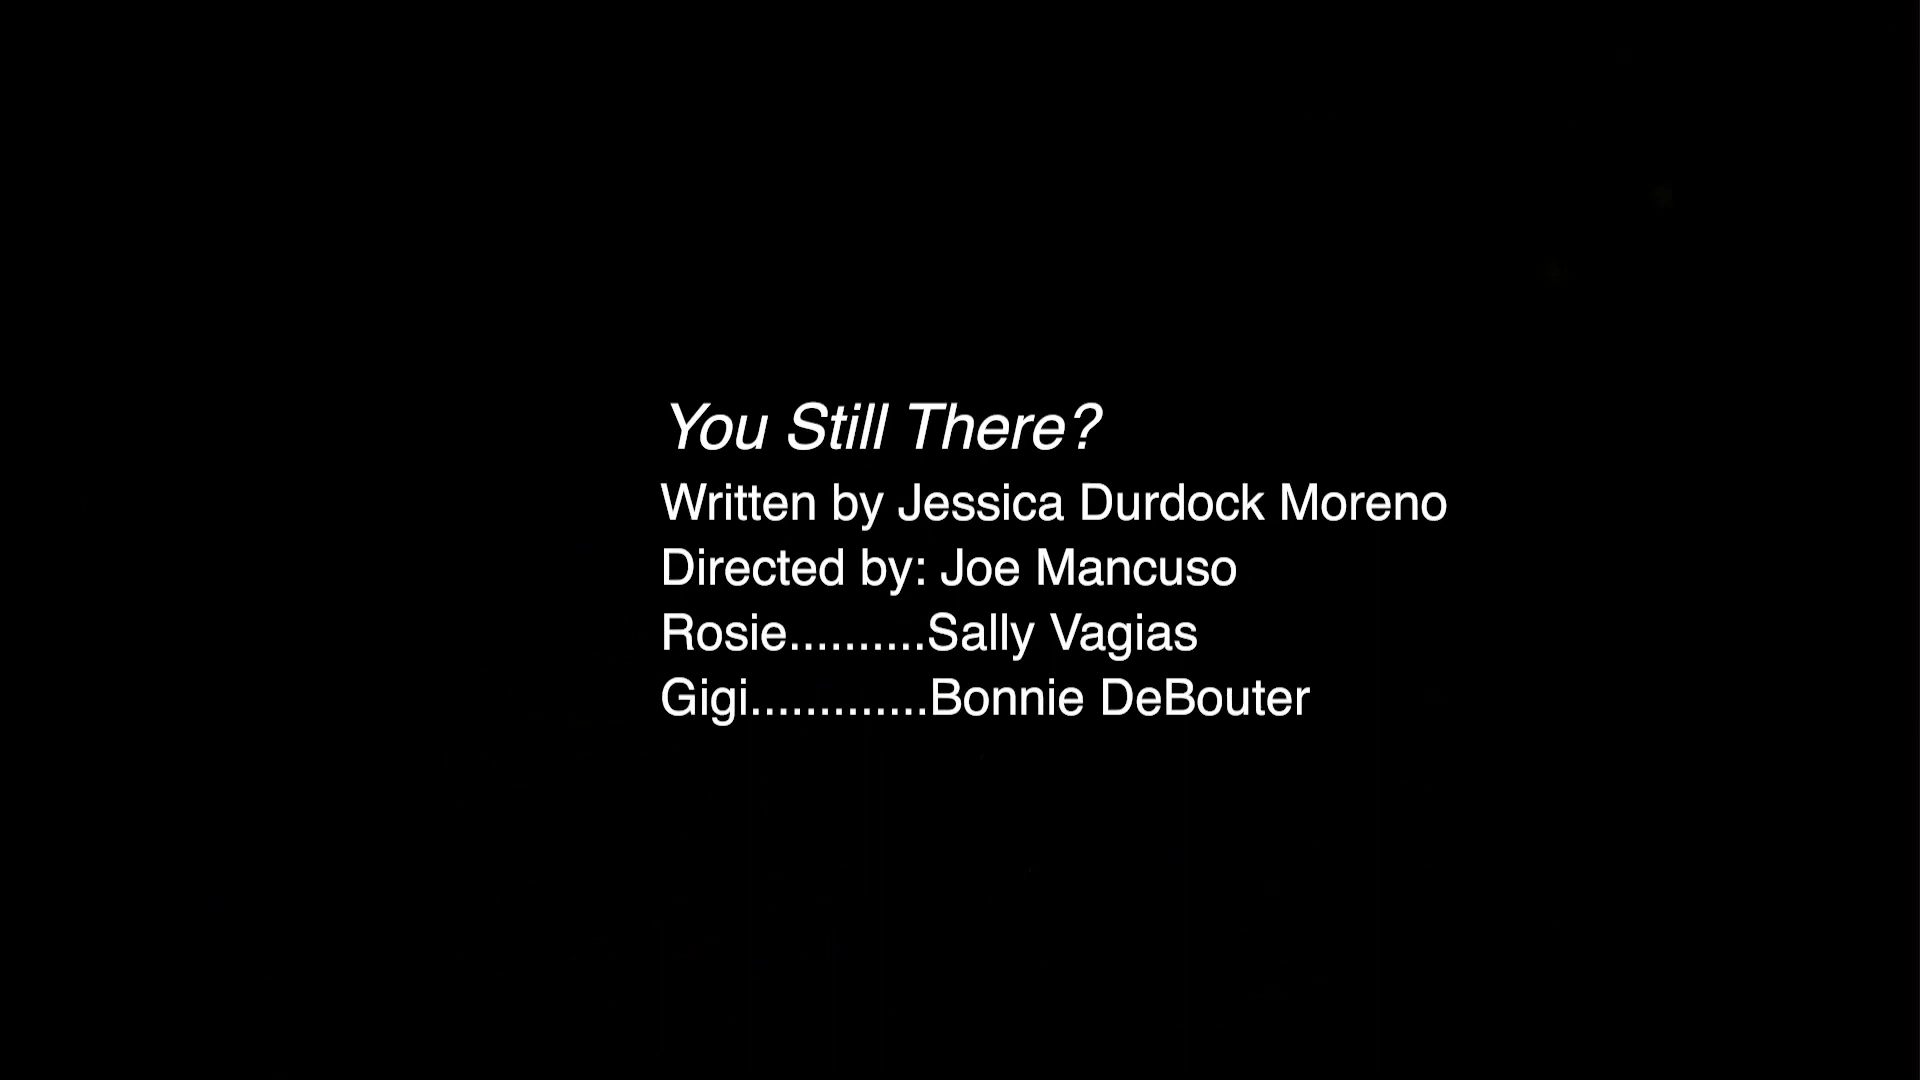 You Still There?
Written by Jessica Durdock Moreno
Directed by: Joe Mancuso
Rosie..........Sally Vagias
Gigi.............Bonnie DeBouter